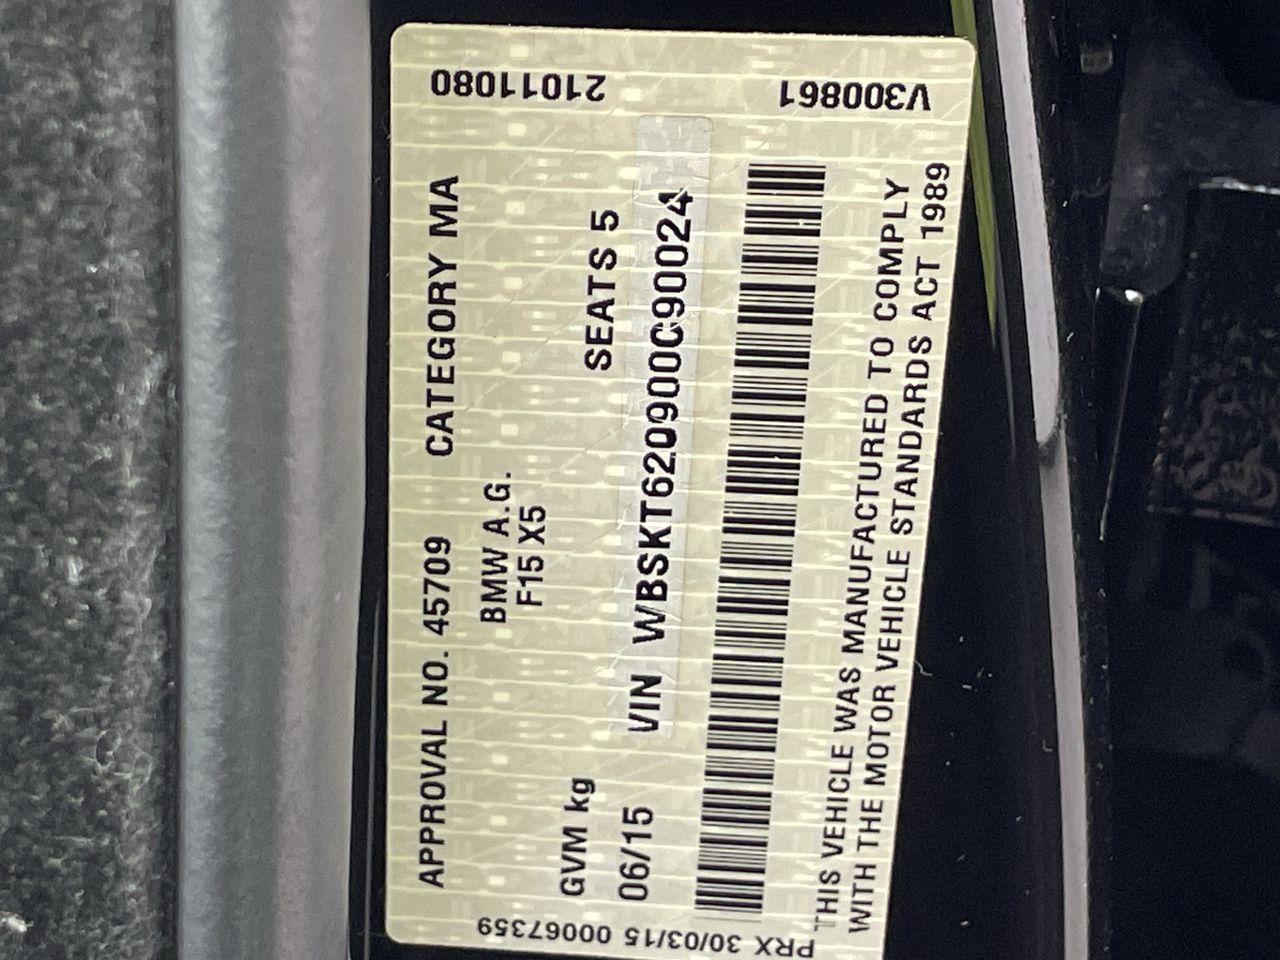 APPROVAL NO. 45709 CATEGORY MA
BMW A.G.
F15 X5
GVM kg SEATS 5
06/15 VIN WBSKT620900C90024
THIS VEHICLE WAS MANUFACTURED TO COMPLY
WITH THE MOTOR VEHICLE STANDARDS ACT 1989
21011080
V300861
PRX 30/03/15 00067359